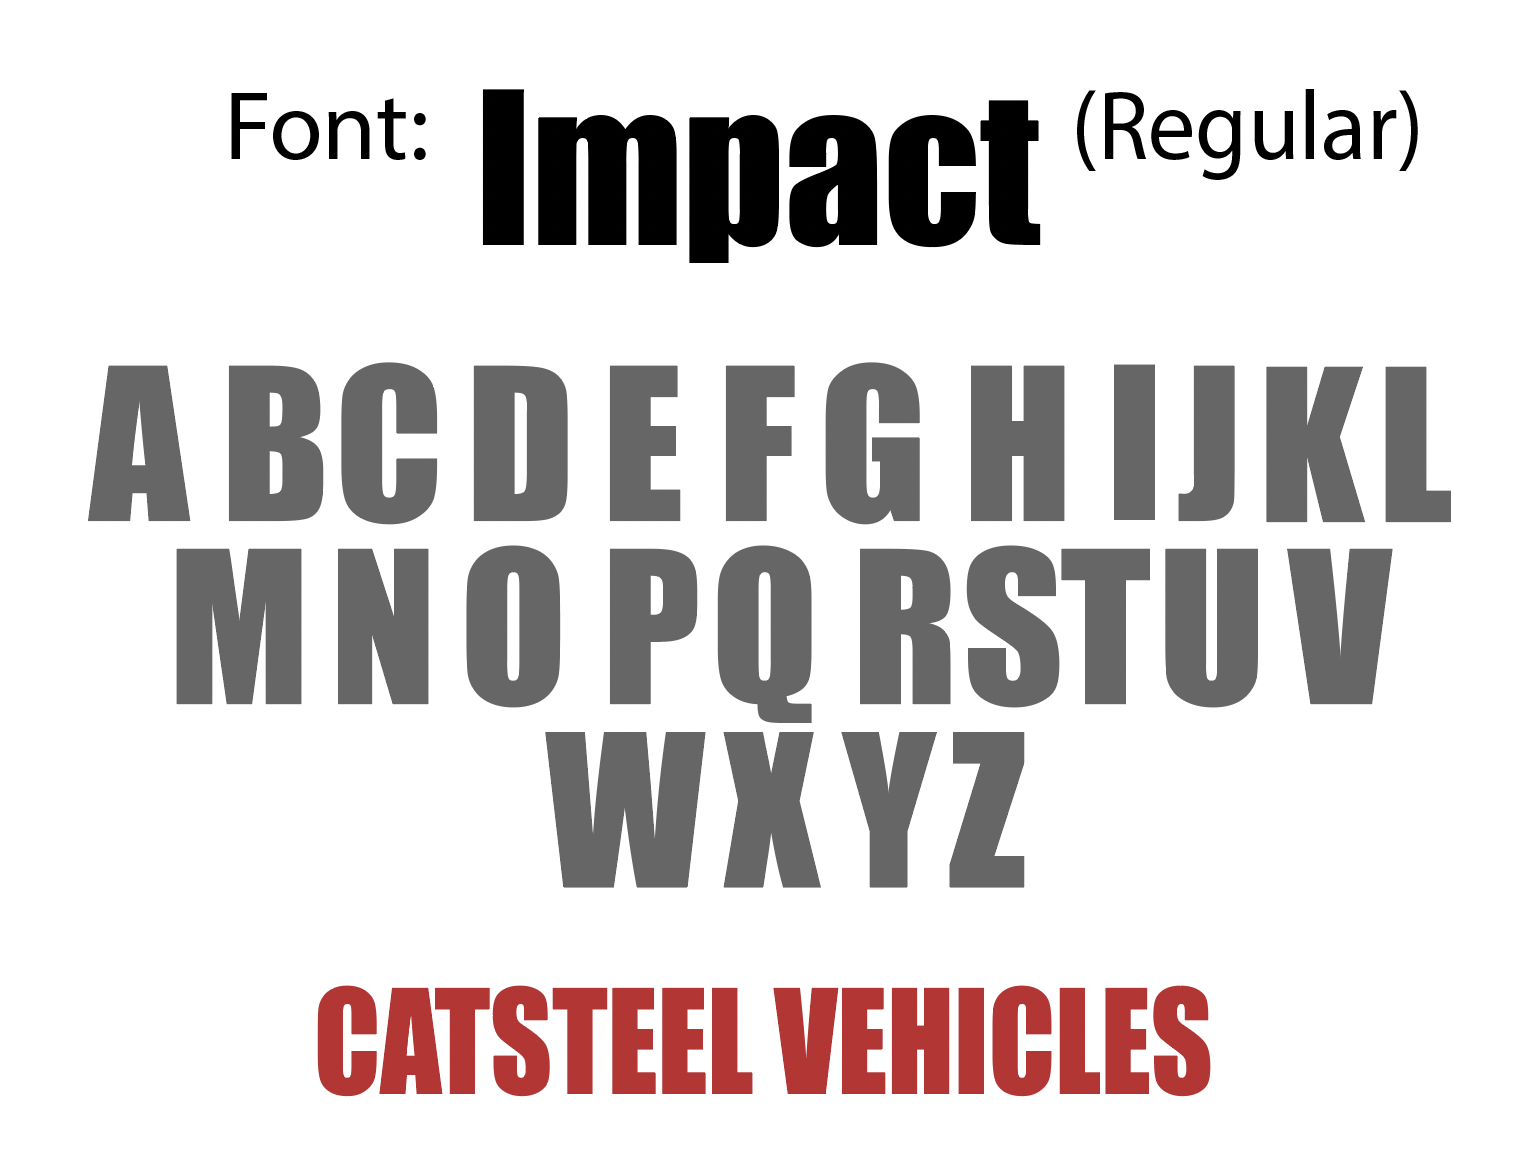 Font: Impact (Regular)
A B C D E F G H I J K L
M N O P Q R S T U V
W X Y Z
CATSTEEL VEHICLES